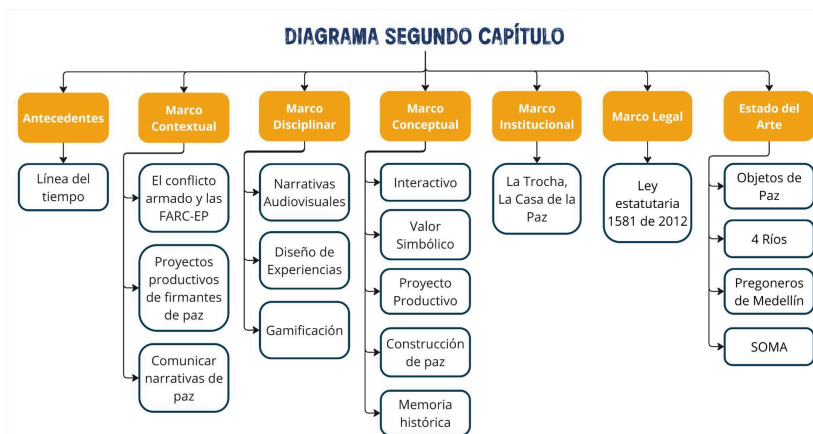 DIAGRAMA SEGUNDO CAPÍTULO
Antecedentes
Línea del
tiempo
Marco
Contextual
El conflicto
armado y las
FARC-EP
Proyectos
productivos
de firmantes
de paz
Comunicar
narrativas de
paz
Marco
Disciplinar
Narrativas
Audiovisuales
Diseño de
Experiencias
Gamificación
Marco
Conceptual
Interactivo
Valor
Simbólico
Proyecto
Productivo
Construcción
de paz
Memoria
histórica
Marco
Institucional
La Trocha,
La Casa de la
Paz
Marco Legal
Ley
estatutaria
1581 de 2012
Estado del
Arte
Objetos de
Paz
4 Ríos
Pregoneros
de Medellín
SOMA